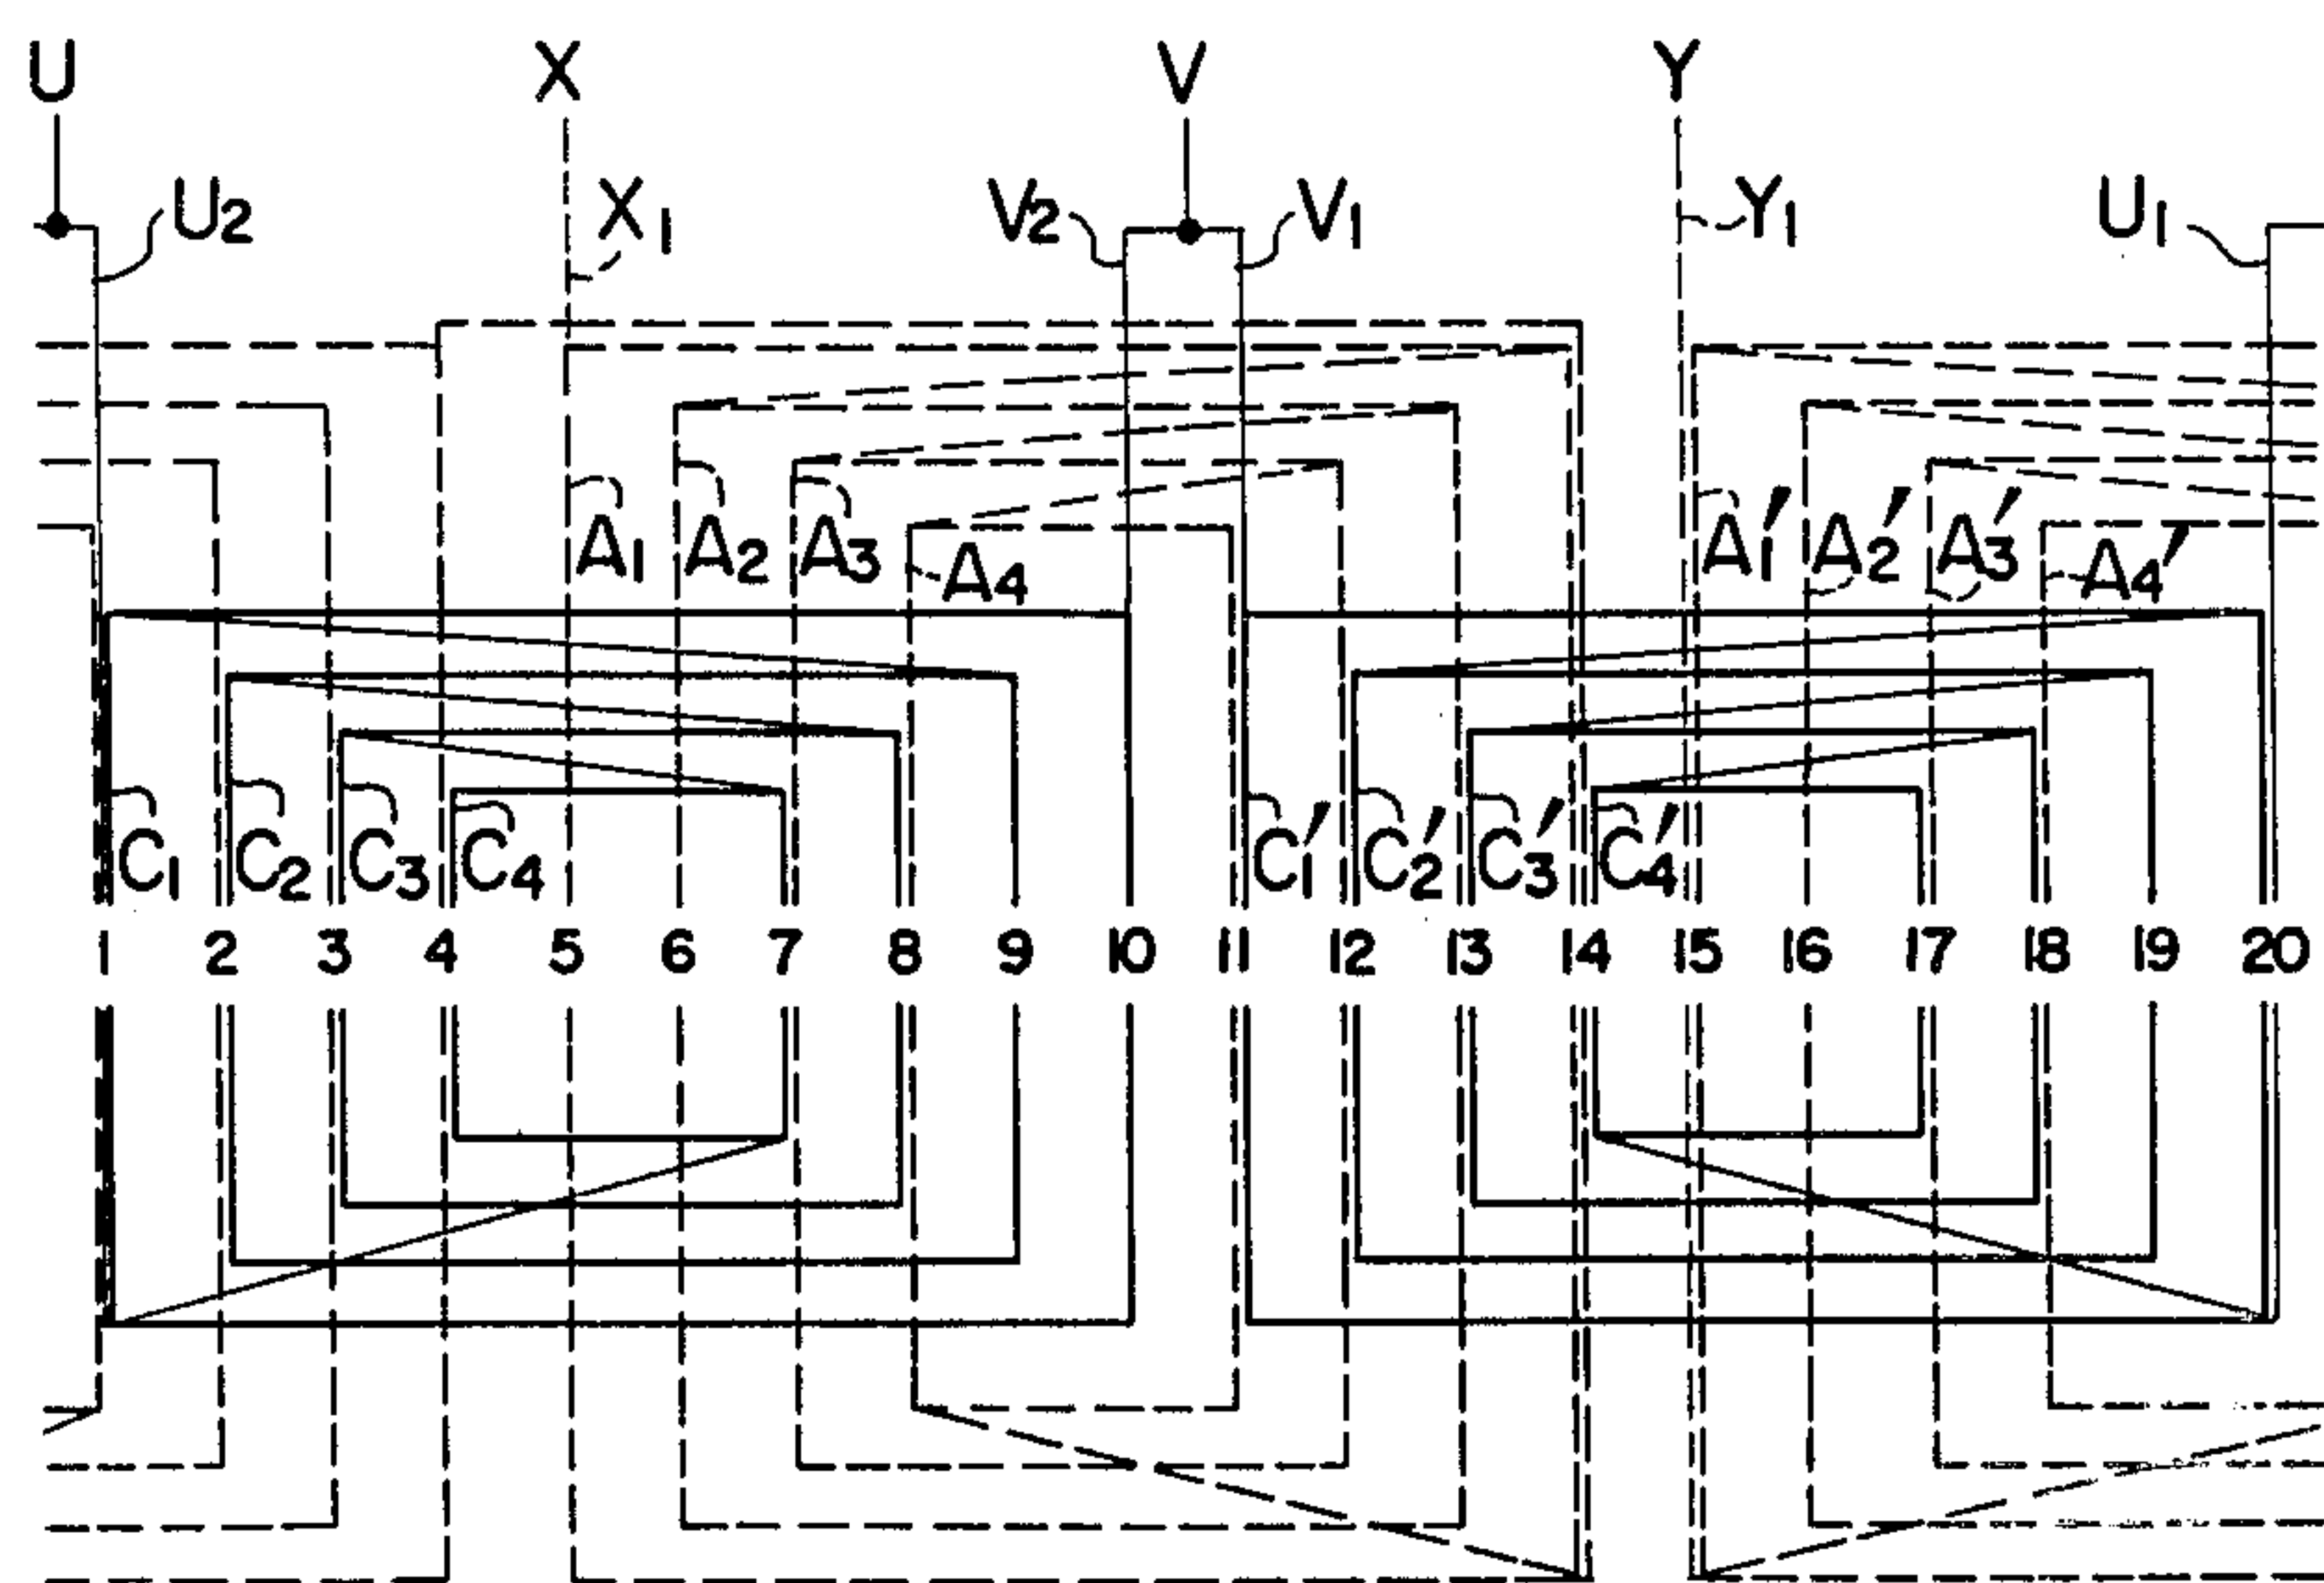 U X V Y
U2 X1 V2 V1 Y1 U1
A1 A2 A3 A4 A1' A2' A3' A4'
C1 C2 C3 C4 C1' C2' C3' C4'
1 2 3 4 5 6 7 8 9 10 11 12 13 14 15 16 17 18 19 20